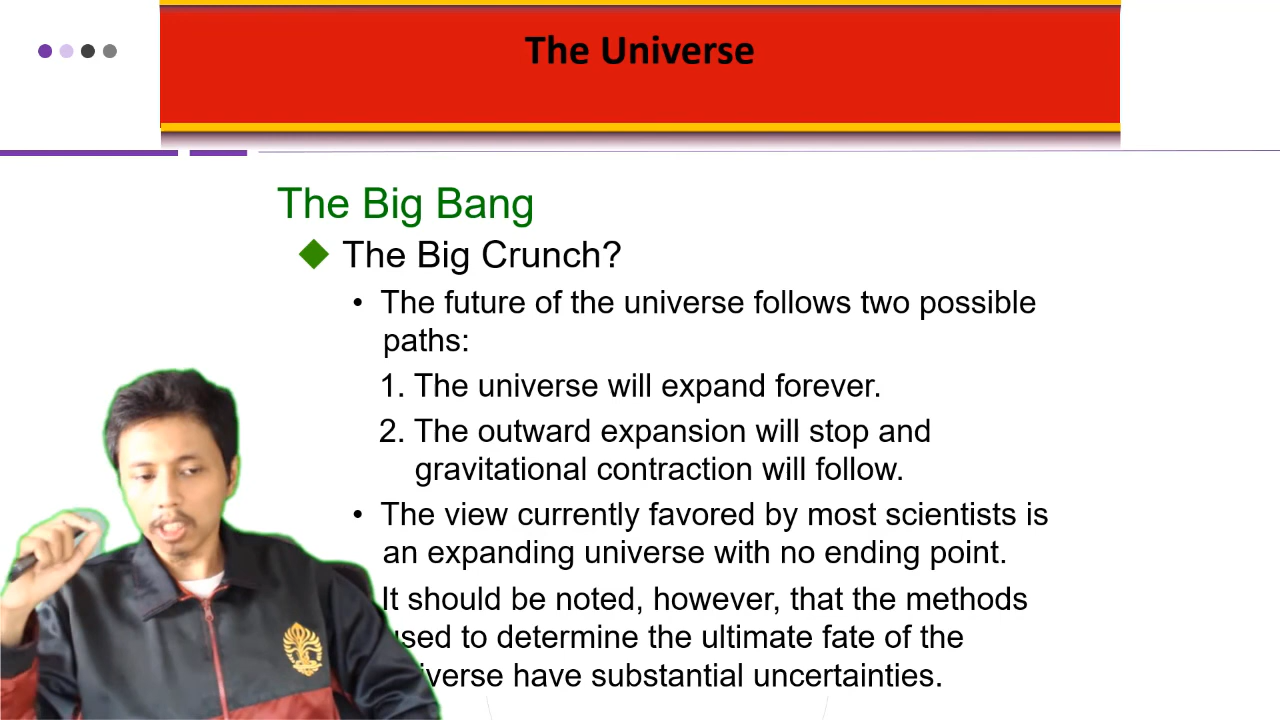 The Universe
The Big Bang
The Big Crunch?
• The future of the universe follows two possible
paths:
1. The universe will expand forever.
2. The outward expansion will stop and
gravitational contraction will follow.
• The view currently favored by most scientists is
an expanding universe with no ending point.
It should be noted, however, that the methods
used to determine the ultimate fate of the
universe have substantial uncertainties.